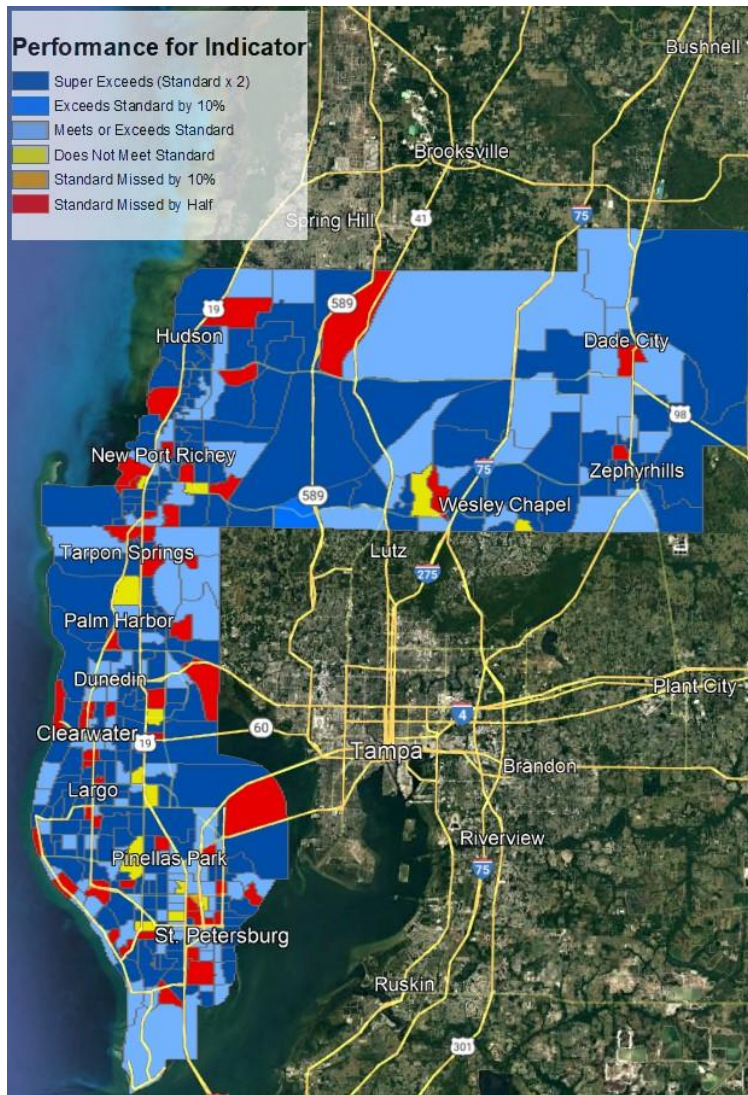 Performance for Indicator
Super Exceeds (Standard x 2)
Exceeds Standard by 10%
Meets or Exceeds Standard
Does Not Meet Standard
Standard Missed by 10%
Standard Missed by Half
Bushnell
Brooksville
Spring Hill
41
75
19
589
Hudson
Dade City
98
New Port Richey
75
Zephyrhills
589
Wesley Chapel
Tarpon Springs
Lutz
275
Palm Harbor
Dunedin
Plant City
60
4
Clearwater
19
Tampa
Brandon
Largo
Riverview
Pinellas Park
75
St. Petersburg
Ruskin
301